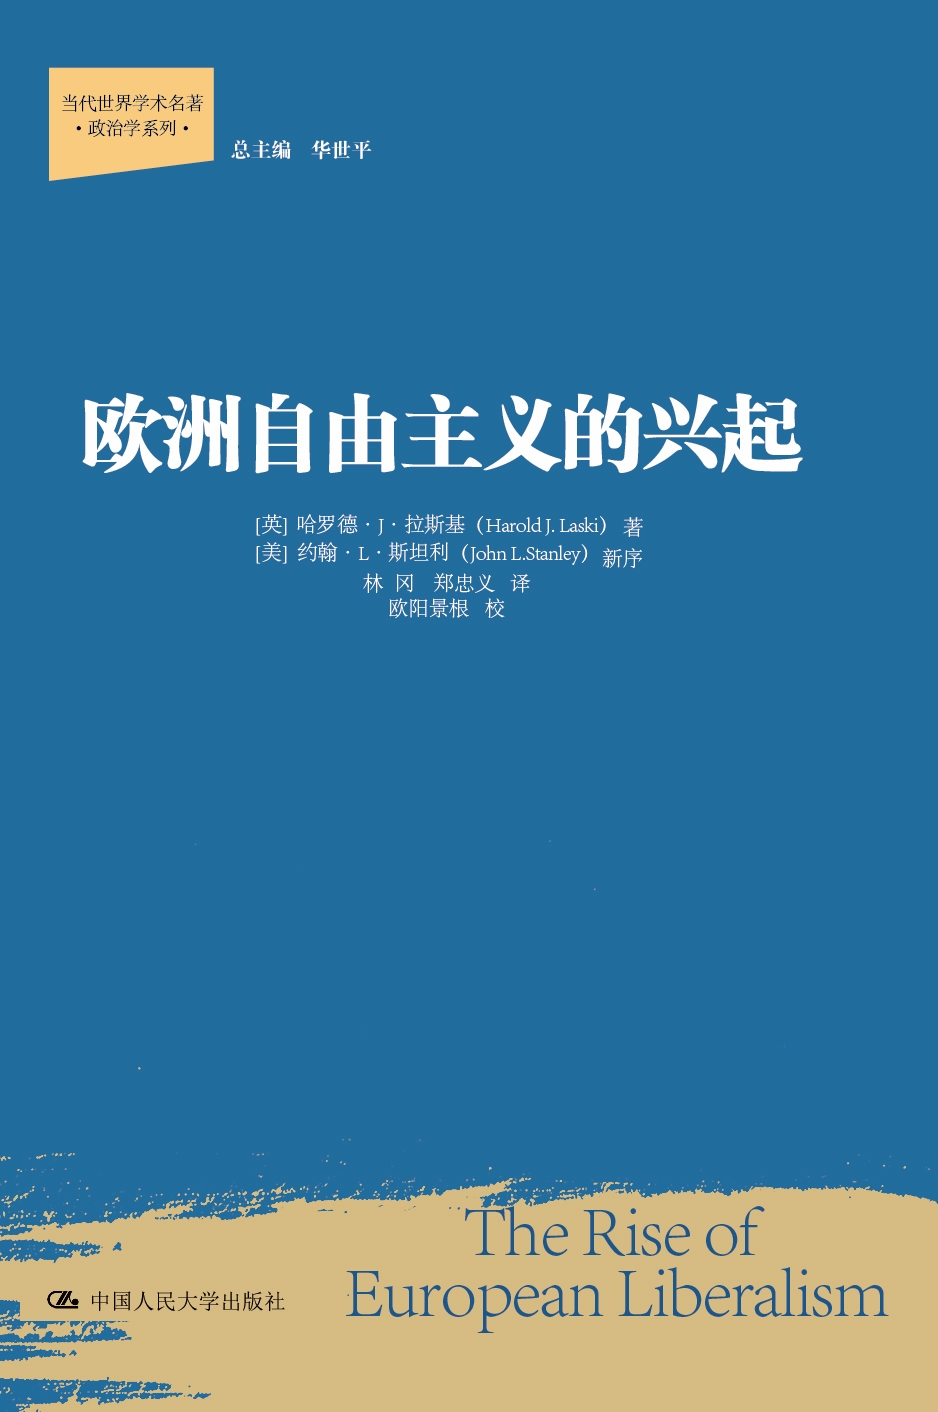 当代世界学术名著
·政治学系列·
总主编 华世平
欧洲自由主义的兴起
[英] 哈罗德·J·拉斯基（Harold J. Laski） 著
[美] 约翰·L·斯坦利（John L.Stanley） 新序
林 冈 郑忠义 译
欧阳景根 校
The Rise of
European Liberalism
中国人民大学出版社